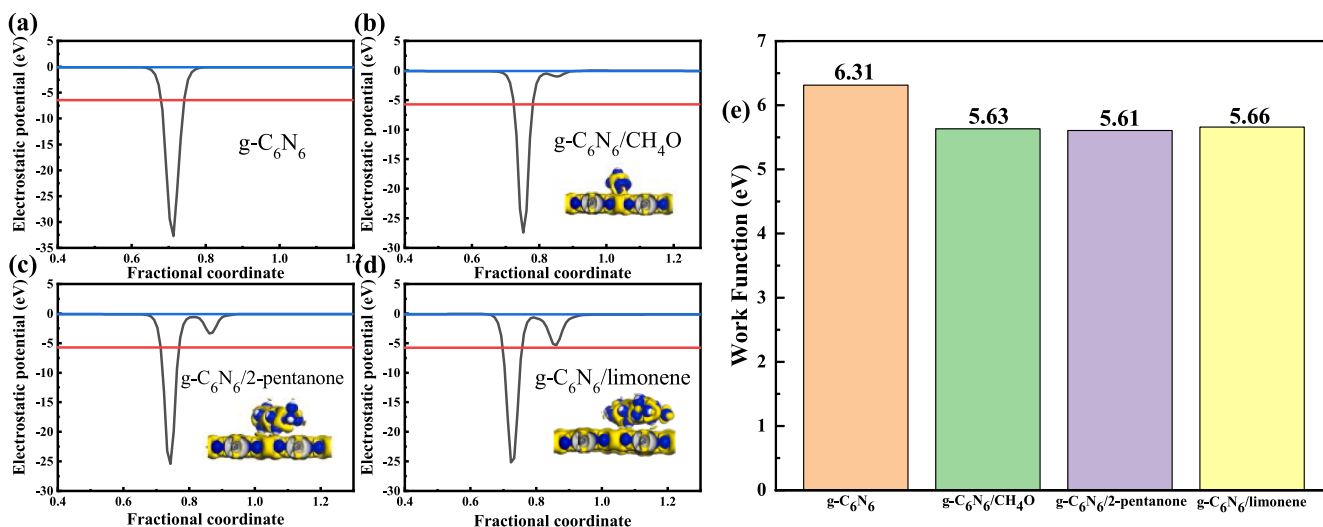 (a)
Electrostatic potential (eV)
5
0
-5
-10
-15
-20
-25
-30
-35
g-C₆N₆
0.4 0.6 0.8 1.0 1.2
Fractional coordinate
(b)
Electrostatic potential (eV)
5
0
-5
-10
-15
-20
-25
-30
g-C₆N₆/CH₄O
0.4 0.6 0.8 1.0 1.2
Fractional coordinate
(c)
Electrostatic potential (eV)
5
0
-5
-10
-15
-20
-25
-30
g-C₆N₆/2-pentanone
0.4 0.6 0.8 1.0 1.2
Fractional coordinate
(d)
Electrostatic potential (eV)
5
0
-5
-10
-15
-20
-25
-30
g-C₆N₆/limonene
0.4 0.6 0.8 1.0 1.2
Fractional coordinate
(e)
Work Function (eV)
7
6
5
4
3
2
1
0
6.31
5.63
5.61
5.66
g-C₆N₆ g-C₆N₆/CH₄O g-C₆N₆/2-pentanone g-C₆N₆/limonene